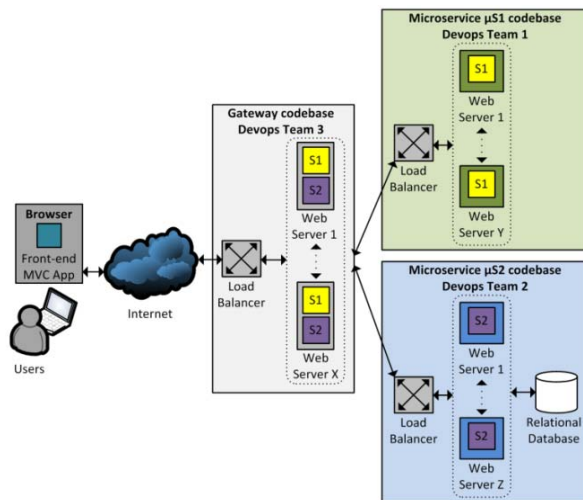 Browser
Front-end
MVC App
Users
Internet
Gateway codebase
Devops Team 3
Load
Balancer
S1
S2
Web
Server 1
S1
S2
Web
Server X
Microservice µS1 codebase
Devops Team 1
Load
Balancer
S1
Web
Server 1
S1
Web
Server Y
Microservice µS2 codebase
Devops Team 2
Load
Balancer
S2
Web
Server 1
S2
Web
Server Z
Relational
Database